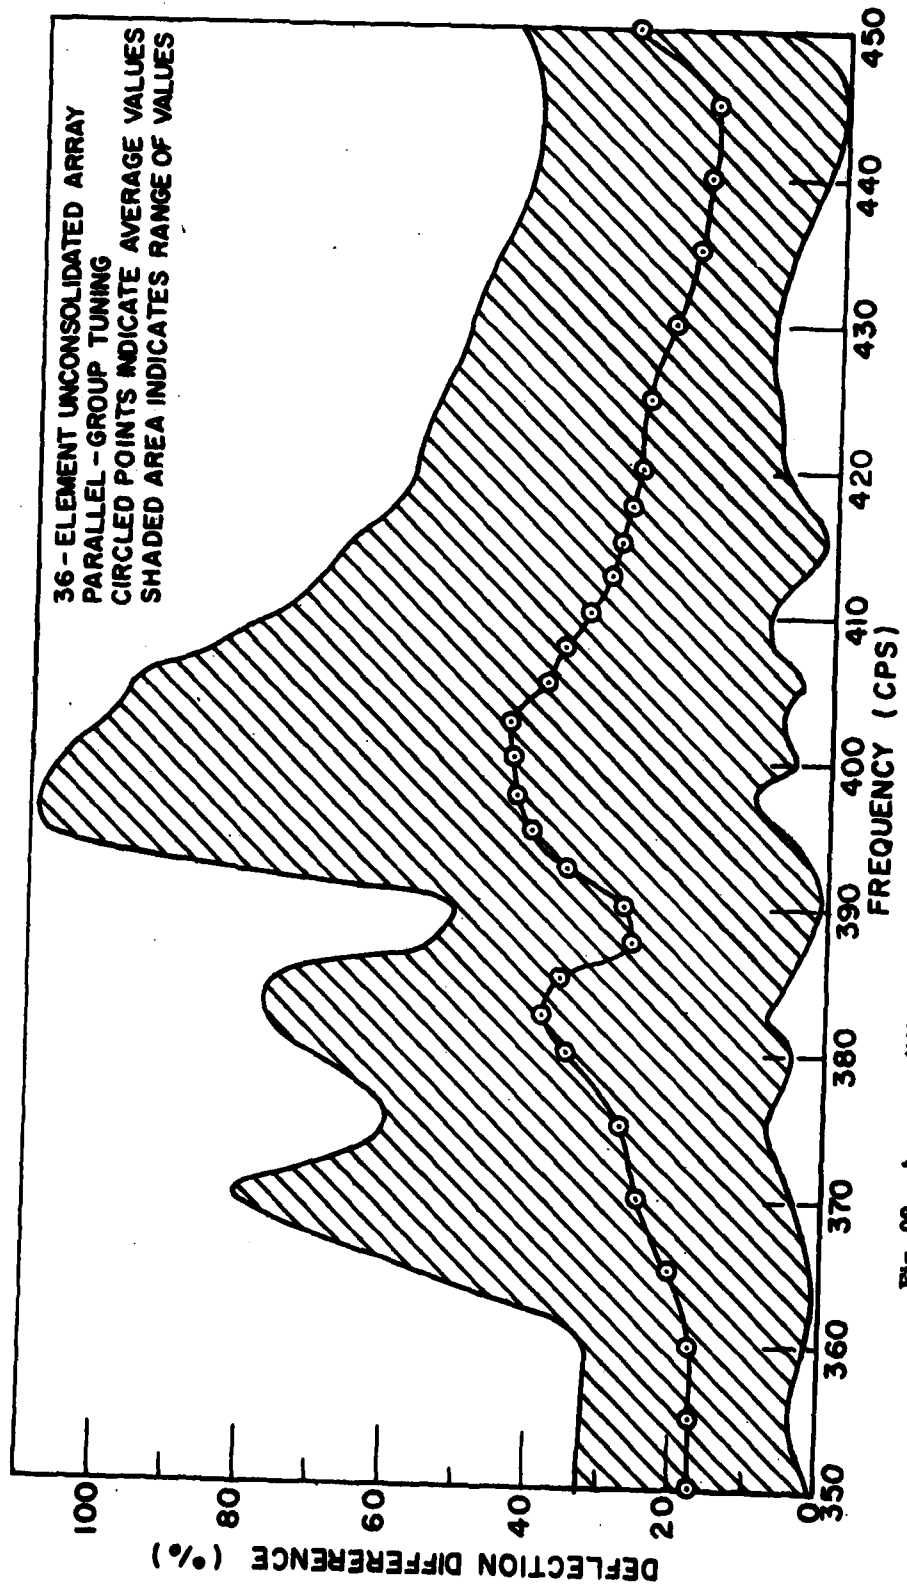 36-ELEMENT UNCONSOLIDATED ARRAY
PARALLEL-GROUP TUNING
CIRCLED POINTS INDICATE AVERAGE VALUES
SHADED AREA INDICATES RANGE OF VALUES
DEFLECTION DIFFERENCE (%)
100
80
60
40
20
0
350
360
370
380
390
400
410
420
430
440
450
FREQUENCY (CPS)